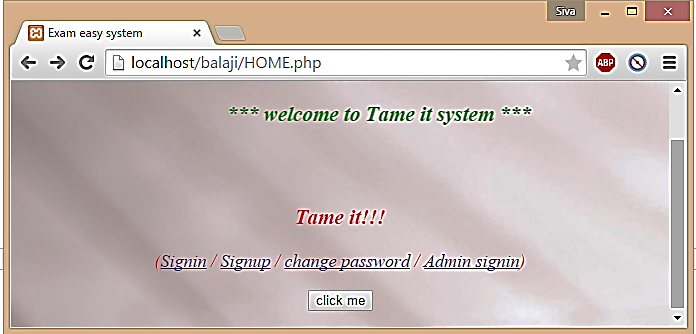 Siva
Exam easy system
localhost/balaji/HOME.php
ABP
*** welcome to Tame it system ***
Tame it!!!
(Signin / Signup / change password / Admin signin)
click me